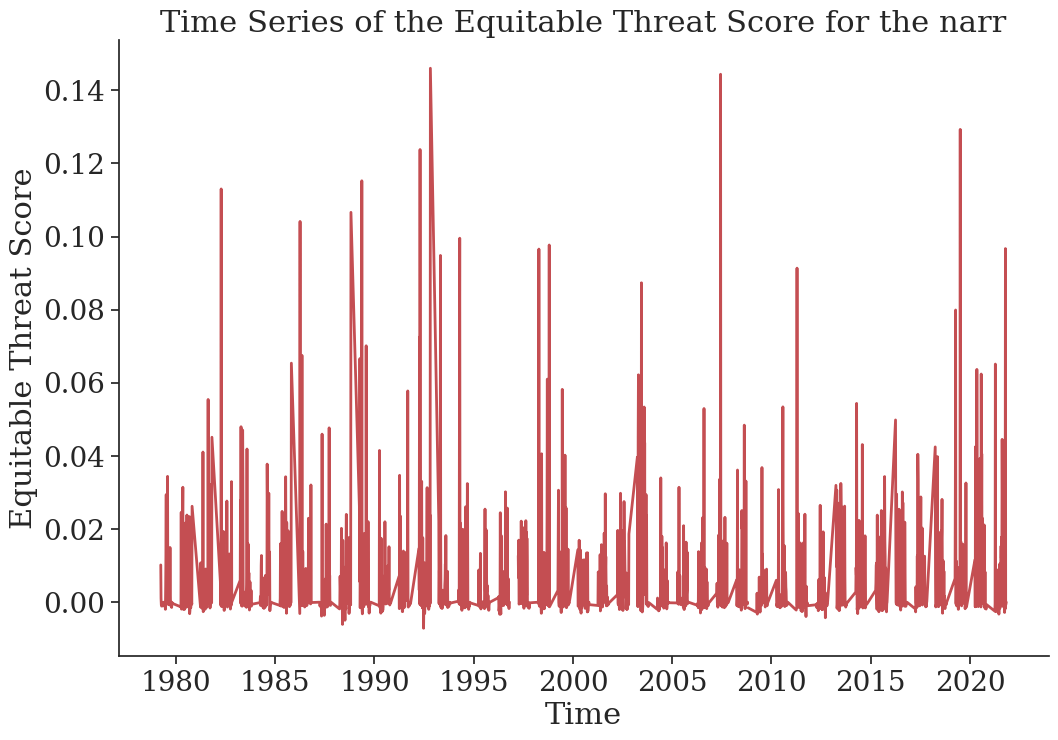 Time Series of the Equitable Threat Score for the narr
Equitable Threat Score
0.14
0.12
0.10
0.08
0.06
0.04
0.02
0.00
1980 1985 1990 1995 2000 2005 2010 2015 2020
Time